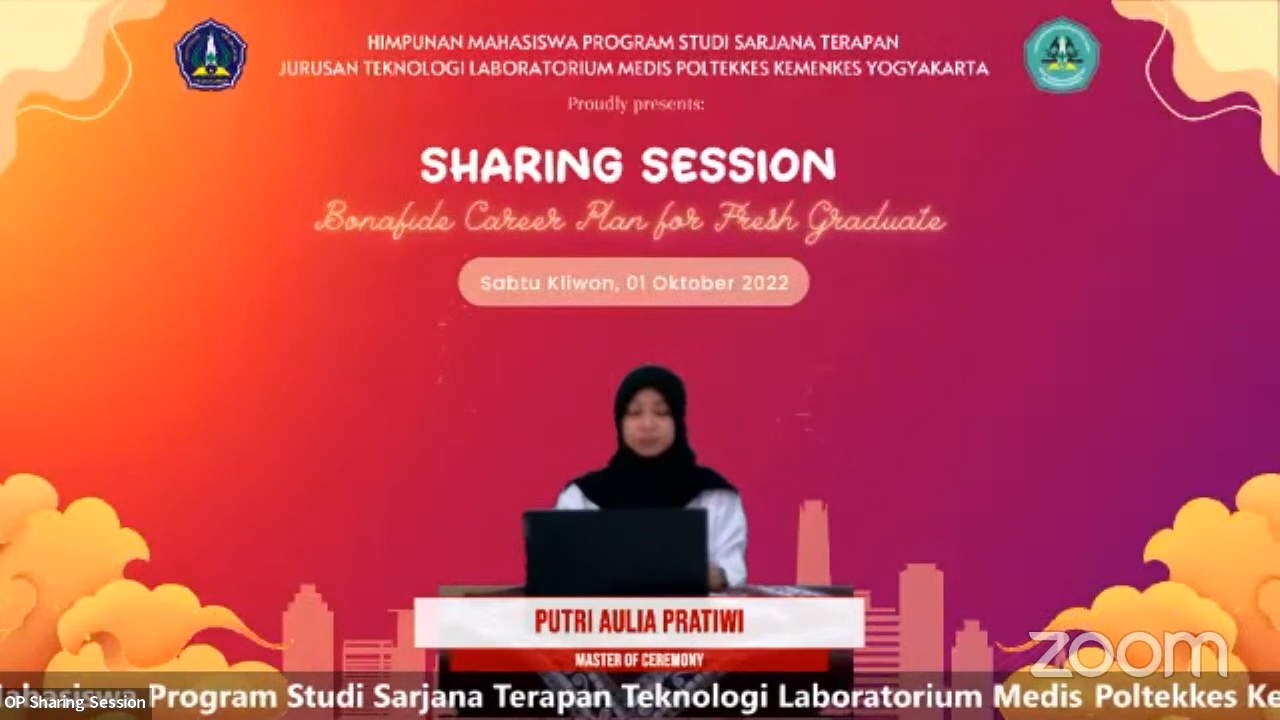 HIMPUNAN MAHASISWA PROGRAM STUDI SARJANA TERAPAN
JURUSAN TEKNOLOGI LABORATORIUM MEDIS POLTEKKES KEMENKES YOGYAKARTA
Proudly presents:
SHARING SESSION
Bonafide Career Plan for Fresh Graduate
Sabtu Kliwon, 01 Oktober 2022
PUTRI AULIA PRATIWI
MASTER OF CEREMONY
zoom
Program Studi Sarjana Terapan Teknologi Laboratorium Medis Poltekkes Ke
OP Sharing Session